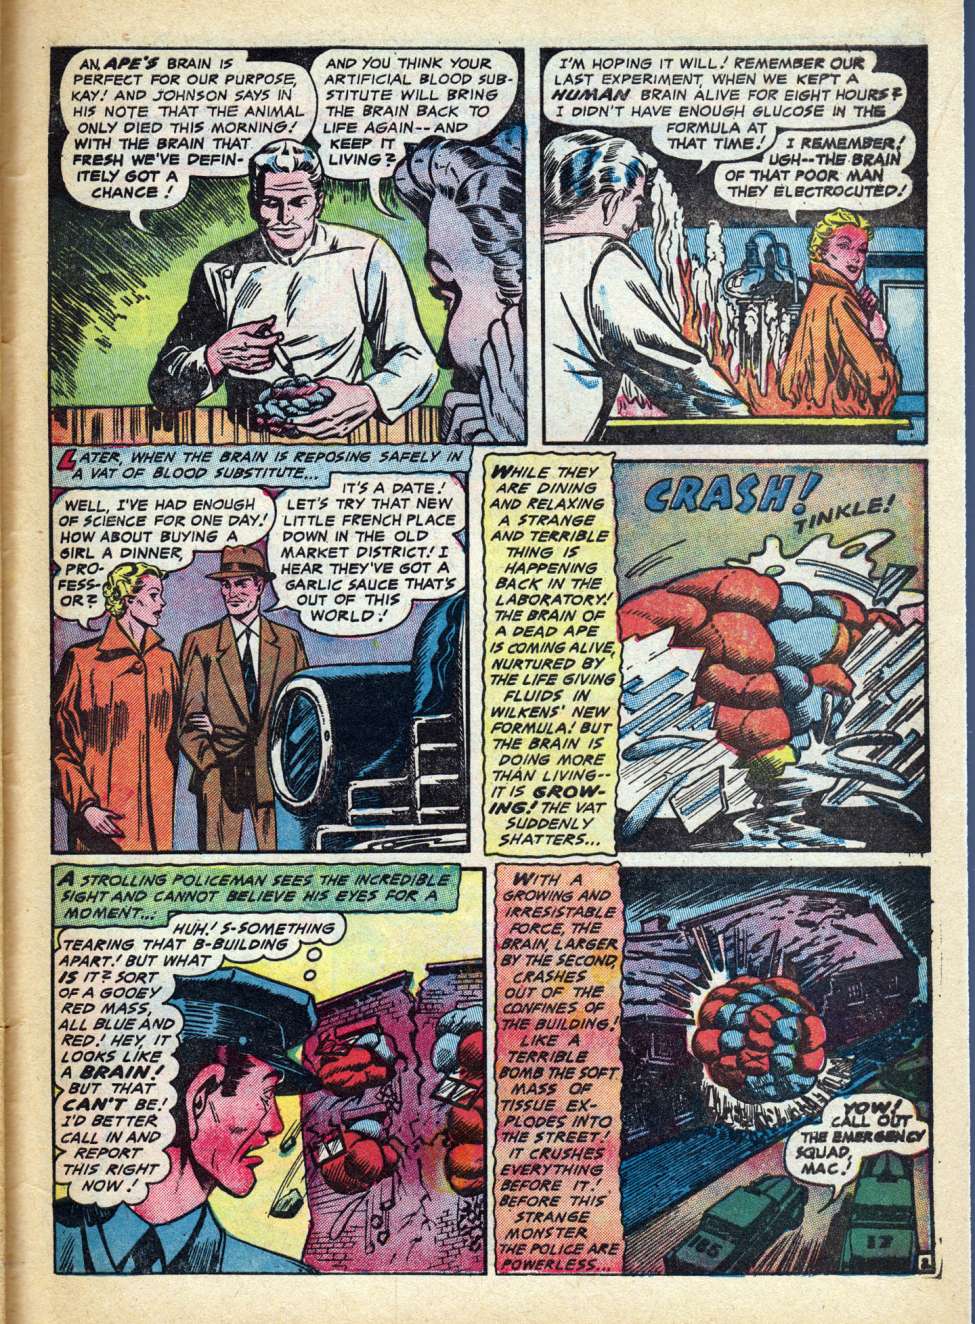 AN APE'S BRAIN IS
PERFECT FOR OUR PURPOSE,
KAY! AND JOHNSON SAYS IN
HIS NOTE THAT THE ANIMAL
ONLY DIED THIS MORNING!
WITH THE BRAIN THAT
FRESH WE'VE DEFIN-
ITELY GOT A
CHANCE!
AND YOU THINK YOUR
ARTIFICIAL BLOOD SUB-
STITUTE WILL BRING
THE BRAIN BACK TO
LIFE AGAIN--AND
KEEP IT
LIVING?
I'M HOPING IT WILL! REMEMBER OUR
LAST EXPERIMENT, WHEN WE KEPT A
HUMAN BRAIN ALIVE FOR EIGHT HOURS?
I DIDN'T HAVE ENOUGH GLUCOSE IN THE
FORMULA AT
THAT TIME!
I REMEMBER!
UGH--THE BRAIN
OF THAT POOR MAN
THEY ELECTROCUTED!
LATER, WHEN THE BRAIN IS REPOSING SAFELY IN
A VAT OF BLOOD SUBSTITUTE...
WELL, I'VE HAD ENOUGH
OF SCIENCE FOR ONE DAY!
HOW ABOUT BUYING A
GIRL A DINNER,
PRO-
FESS-
OR?
IT'S A DATE!
LET'S TRY THAT NEW
LITTLE FRENCH PLACE
DOWN IN THE OLD
MARKET DISTRICT! I
HEAR THEY'VE GOT A
GARLIC SAUCE THAT'S
OUT OF THIS
WORLD!
WHILE THEY
ARE DINING
AND RELAXING
A STRANGE
AND TERRIBLE
THING IS
HAPPENING
BACK IN THE
LABORATORY!
THE BRAIN OF
A DEAD APE
IS COMING ALIVE,
NURTURED BY
THE LIFE GIVING
FLUIDS IN
WILKENS' NEW
FORMULA! BUT
THE BRAIN IS
DOING MORE
THAN LIVING--
IT IS GROW-
ING! THE VAT
SUDDENLY
SHATTERS...
CRASH!
TINKLE!
A STROLLING POLICEMAN SEES THE INCREDIBLE
SIGHT AND CANNOT BELIEVE HIS EYES FOR A
MOMENT...
HUH! S-SOMETHING
TEARING THAT B-BUILDING
APART! BUT WHAT
IS IT? SORT
OF A GOOEY
RED MASS,
ALL BLUE AND
RED! HEY, IT
LOOKS LIKE
A BRAIN!
BUT THAT
CAN'T BE!
I'D BETTER
CALL IN AND
REPORT
THIS RIGHT
NOW!
WITH A
GROWING AND
IRRESISTABLE
FORCE, THE
BRAIN, LARGER
BY THE SECOND,
CRASHES
OUT OF THE
CONFINES OF
THE BUILDING!
LIKE A
TERRIBLE
BOMB THE SOFT
MASS OF
TISSUE EX-
PLODES INTO
THE STREET!
IT CRUSHES
EVERYTHING
BEFORE IT!
BEFORE THIS
STRANGE
MONSTER
THE POLICE ARE
POWERLESS...
YOW!
CALL OUT
THE EMERGENCY
SQUAD,
MAC!
185
17
2